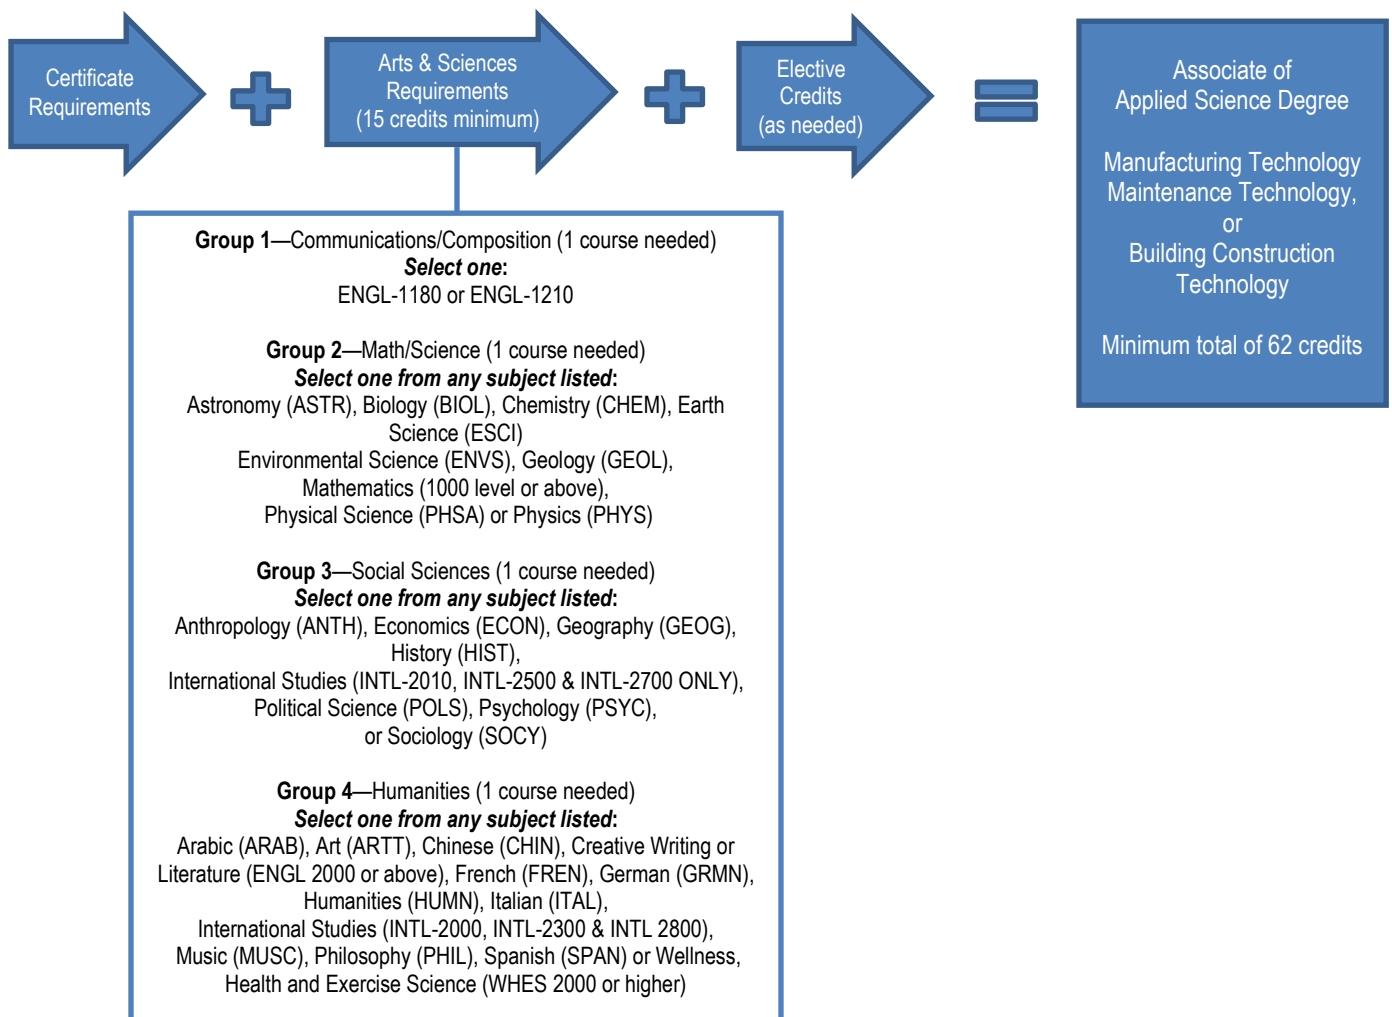 Certificate
Requirements
Arts & Sciences
Requirements
(15 credits minimum)
Elective
Credits
(as needed)
Associate of
Applied Science Degree
Manufacturing Technology
Maintenance Technology,
or
Building Construction
Technology
Minimum total of 62 credits
Group 1—Communications/Composition (1 course needed)
Select one:
ENGL-1180 or ENGL-1210
Group 2—Math/Science (1 course needed)
Select one from any subject listed:
Astronomy (ASTR), Biology (BIOL), Chemistry (CHEM), Earth
Science (ESCI)
Environmental Science (ENVS), Geology (GEOL),
Mathematics (1000 level or above),
Physical Science (PHSA) or Physics (PHYS)
Group 3—Social Sciences (1 course needed)
Select one from any subject listed:
Anthropology (ANTH), Economics (ECON), Geography (GEOG),
History (HIST),
International Studies (INTL-2010, INTL-2500 & INTL-2700 ONLY),
Political Science (POLS), Psychology (PSYC),
or Sociology (SOCY)
Group 4—Humanities (1 course needed)
Select one from any subject listed:
Arabic (ARAB), Art (ARTT), Chinese (CHIN), Creative Writing or
Literature (ENGL 2000 or above), French (FREN), German (GRMN),
Humanities (HUMN), Italian (ITAL),
International Studies (INTL-2000, INTL-2300 & INTL 2800),
Music (MUSC), Philosophy (PHIL), Spanish (SPAN) or Wellness,
Health and Exercise Science (WHES 2000 or higher)